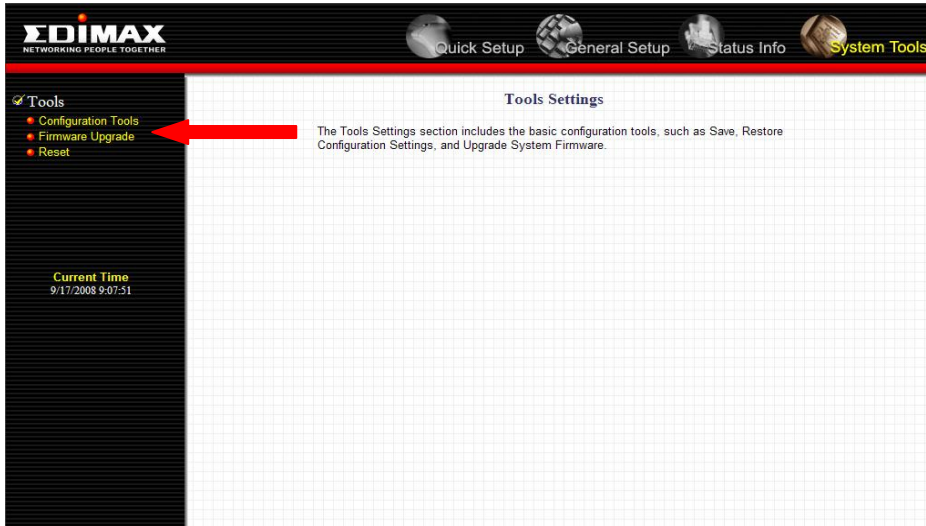 EDIMAX
NETWORKING PEOPLE TOGETHER
Quick Setup
General Setup
Status Info
System Tools
Tools
Configuration Tools
Firmware Upgrade
Reset
Current Time
9/17/2008 9:07:51
Tools Settings
The Tools Settings section includes the basic configuration tools, such as Save, Restore
Configuration Settings, and Upgrade System Firmware.